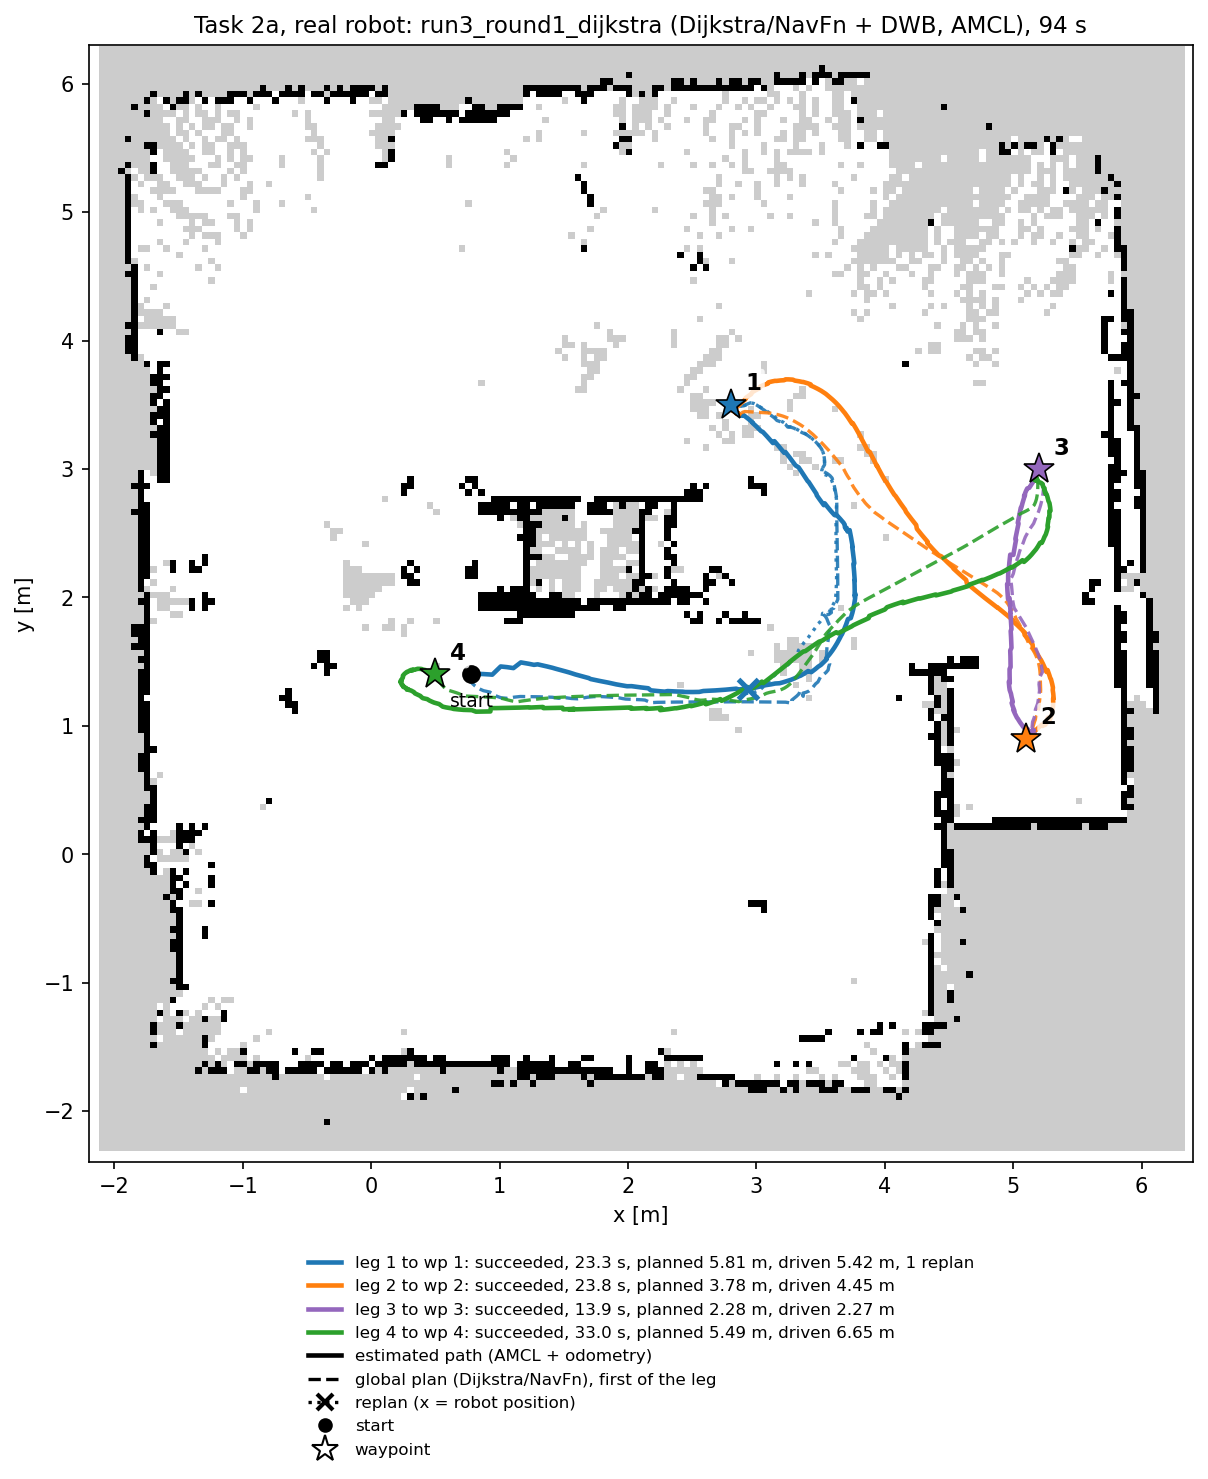 Task 2a, real robot: run3_round1_dijkstra (Dijkstra/NavFn + DWB, AMCL), 94 s
6
5
4
3
2
1
0
−1
−2
y [m]
1
3
4
start
2
−2
−1
0
1
2
3
4
5
6
x [m]
leg 1 to wp 1: succeeded, 23.3 s, planned 5.81 m, driven 5.42 m, 1 replan
leg 2 to wp 2: succeeded, 23.8 s, planned 3.78 m, driven 4.45 m
leg 3 to wp 3: succeeded, 13.9 s, planned 2.28 m, driven 2.27 m
leg 4 to wp 4: succeeded, 33.0 s, planned 5.49 m, driven 6.65 m
estimated path (AMCL + odometry)
global plan (Dijkstra/NavFn), first of the leg
replan (x = robot position)
start
waypoint